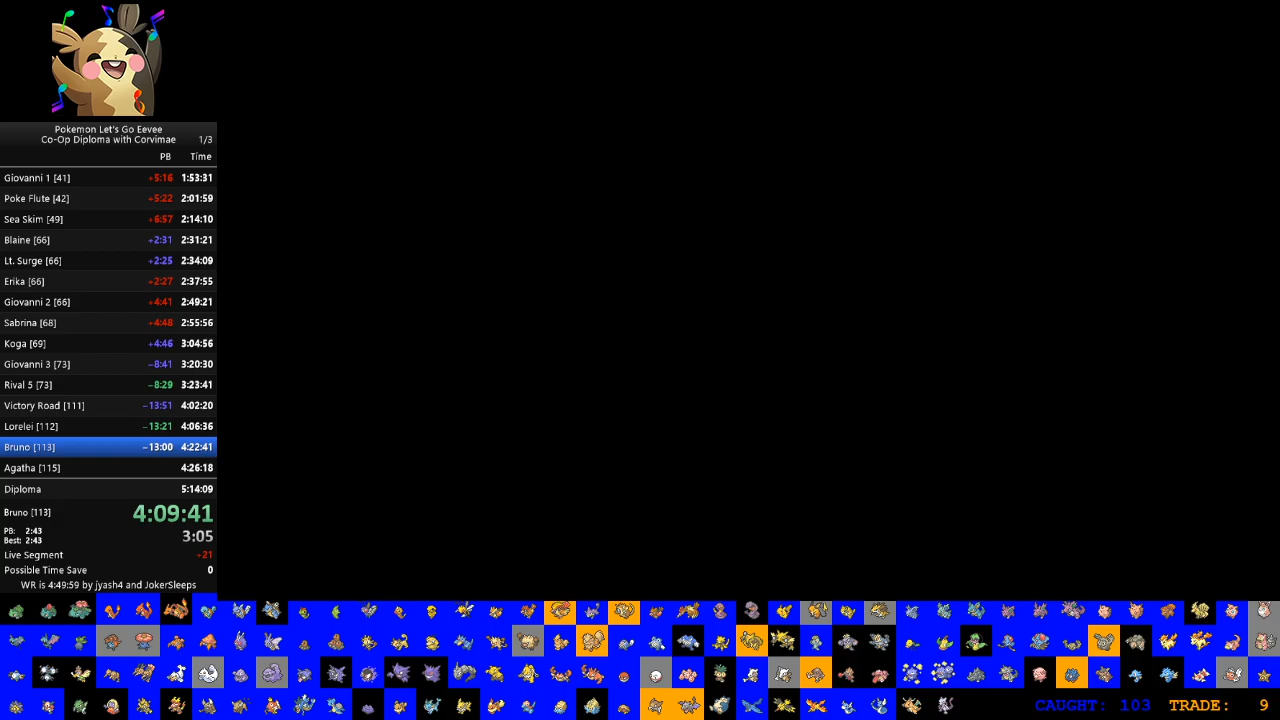 Pokemon Let's Go Eevee
Co-Op Diploma with Corvimae 1/3
PB Time
Giovanni 1 [41] +5:16 1:53:31
Poke Flute [42] +5:22 2:01:59
Sea Skim [49] +6:57 2:14:10
Blaine [66] +2:31 2:31:21
Lt. Surge [66] +2:25 2:34:09
Erika [66] +2:27 2:37:55
Giovanni 2 [66] +4:41 2:49:21
Sabrina [68] +4:48 2:55:56
Koga [69] +4:46 3:04:56
Giovanni 3 [73] −8:41 3:20:30
Rival 5 [73] −8:29 3:23:41
Victory Road [111] −13:51 4:02:20
Lorelei [112] −13:21 4:06:36
Bruno [113] −13:00 4:22:41
Agatha [115] 4:26:18
Diploma 5:14:09
Bruno [113] 4:09:41
PB: 2:43
Best: 2:43 3:05
Live Segment +21
Possible Time Save 0
WR is 4:49:59 by jyash4 and JokerSleeps
CAUGHT: 103 TRADE: 9